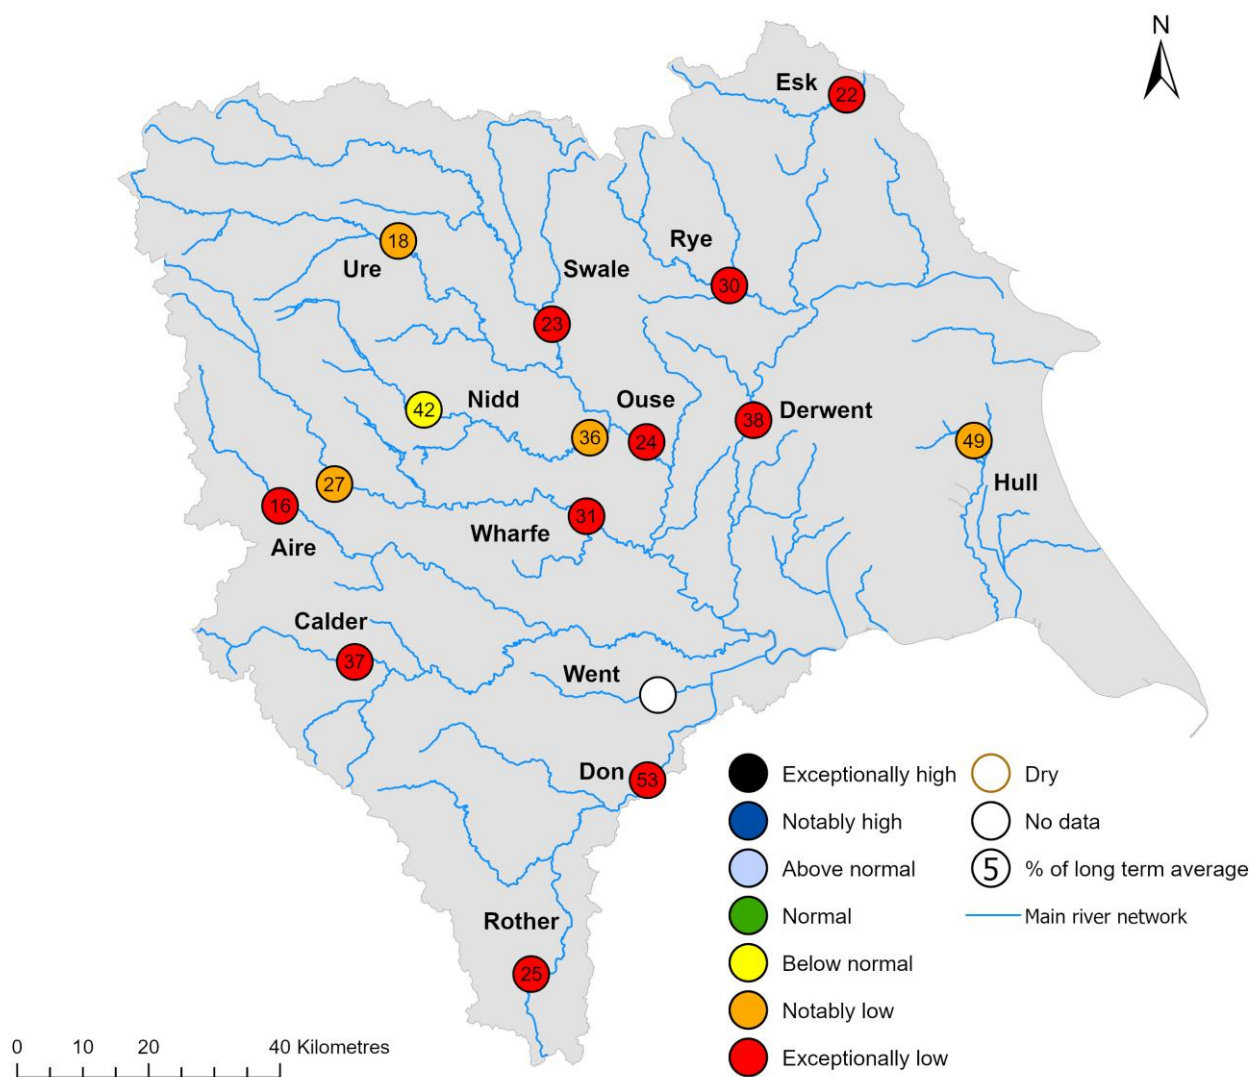 N
Esk
22
Rye
18
Ure
Swale
30
23
Nidd
Ouse
42
Derwent
38
36
24
49
27
Hull
16
31
Wharfe
Aire
Calder
37
Went
Don
53
Exceptionally high
Dry
Notably high
No data
Above normal
5 % of long term average
Normal
Main river network
Rother
Below normal
25
Notably low
0 10 20 40 Kilometres
Exceptionally low